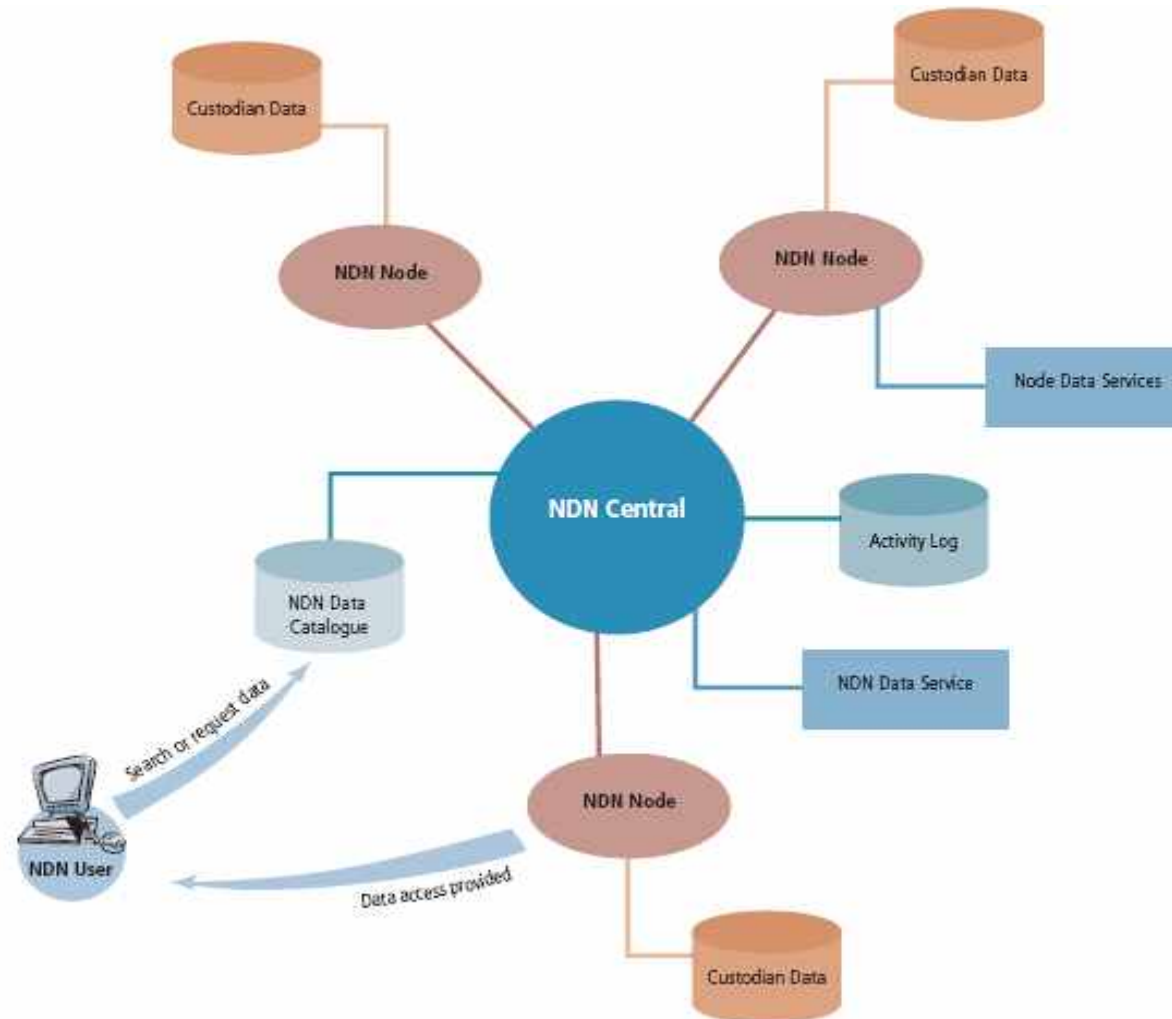 Custodian Data
Custodian Data
NDN Node
NDN Node
Node Data Services
NDN Central
Activity Log
NDN Data
Catalogue
NDN Data Service
Search or request data
NDN Node
NDN User
Data access provided
Custodian Data